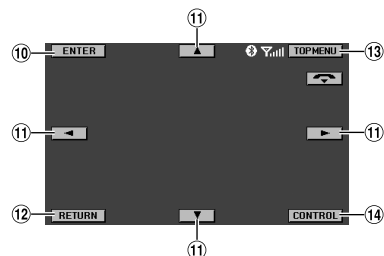 ⑪
⑩ ENTER ▲ TOPMENU ⑬
⑪ ◄ ► ⑪
⑫ RETURN ▼ CONTROL ⑭
⑪